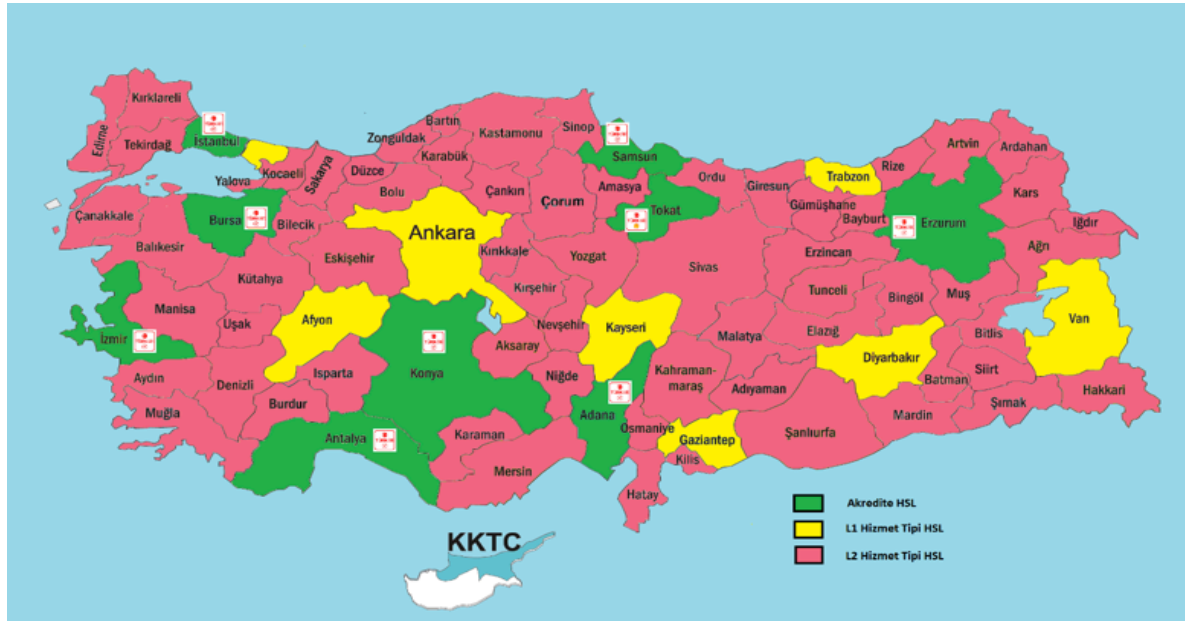 Kırklareli
Edirne
Tekirdağ
İstanbul
Yalova
Kocaeli
Sakarya
Düzce
Zonguldak
Bartın
Karabük
Bolu
Kastamonu
Çankırı
Sinop
Samsun
Çorum
Amasya
Tokat
Ordu
Giresun
Trabzon
Gümüşhane
Rize
Bayburt
Artvin
Ardahan
Kars
Erzurum
Iğdır
Ağrı
Çanakkale
Balıkesir
Bursa
Bilecik
Kütahya
Eskişehir
Ankara
Kırıkkale
Kırşehir
Yozgat
Sivas
Erzincan
Tunceli
Bingöl
Muş
Elazığ
Malatya
Bitlis
Van
İzmir
Manisa
Uşak
Afyon
Konya
Aksaray
Nevşehir
Kayseri
Niğde
Kahraman-
maraş
Adıyaman
Diyarbakır
Batman
Siirt
Hakkari
Şırnak
Mardin
Şanlıurfa
Aydın
Denizli
Isparta
Burdur
Muğla
Antalya
Karaman
Mersin
Adana
Osmaniye
Gaziantep
Kilis
Hatay
KKTC
Akredite HSL
L1 Hizmet Tipi HSL
L2 Hizmet Tipi HSL